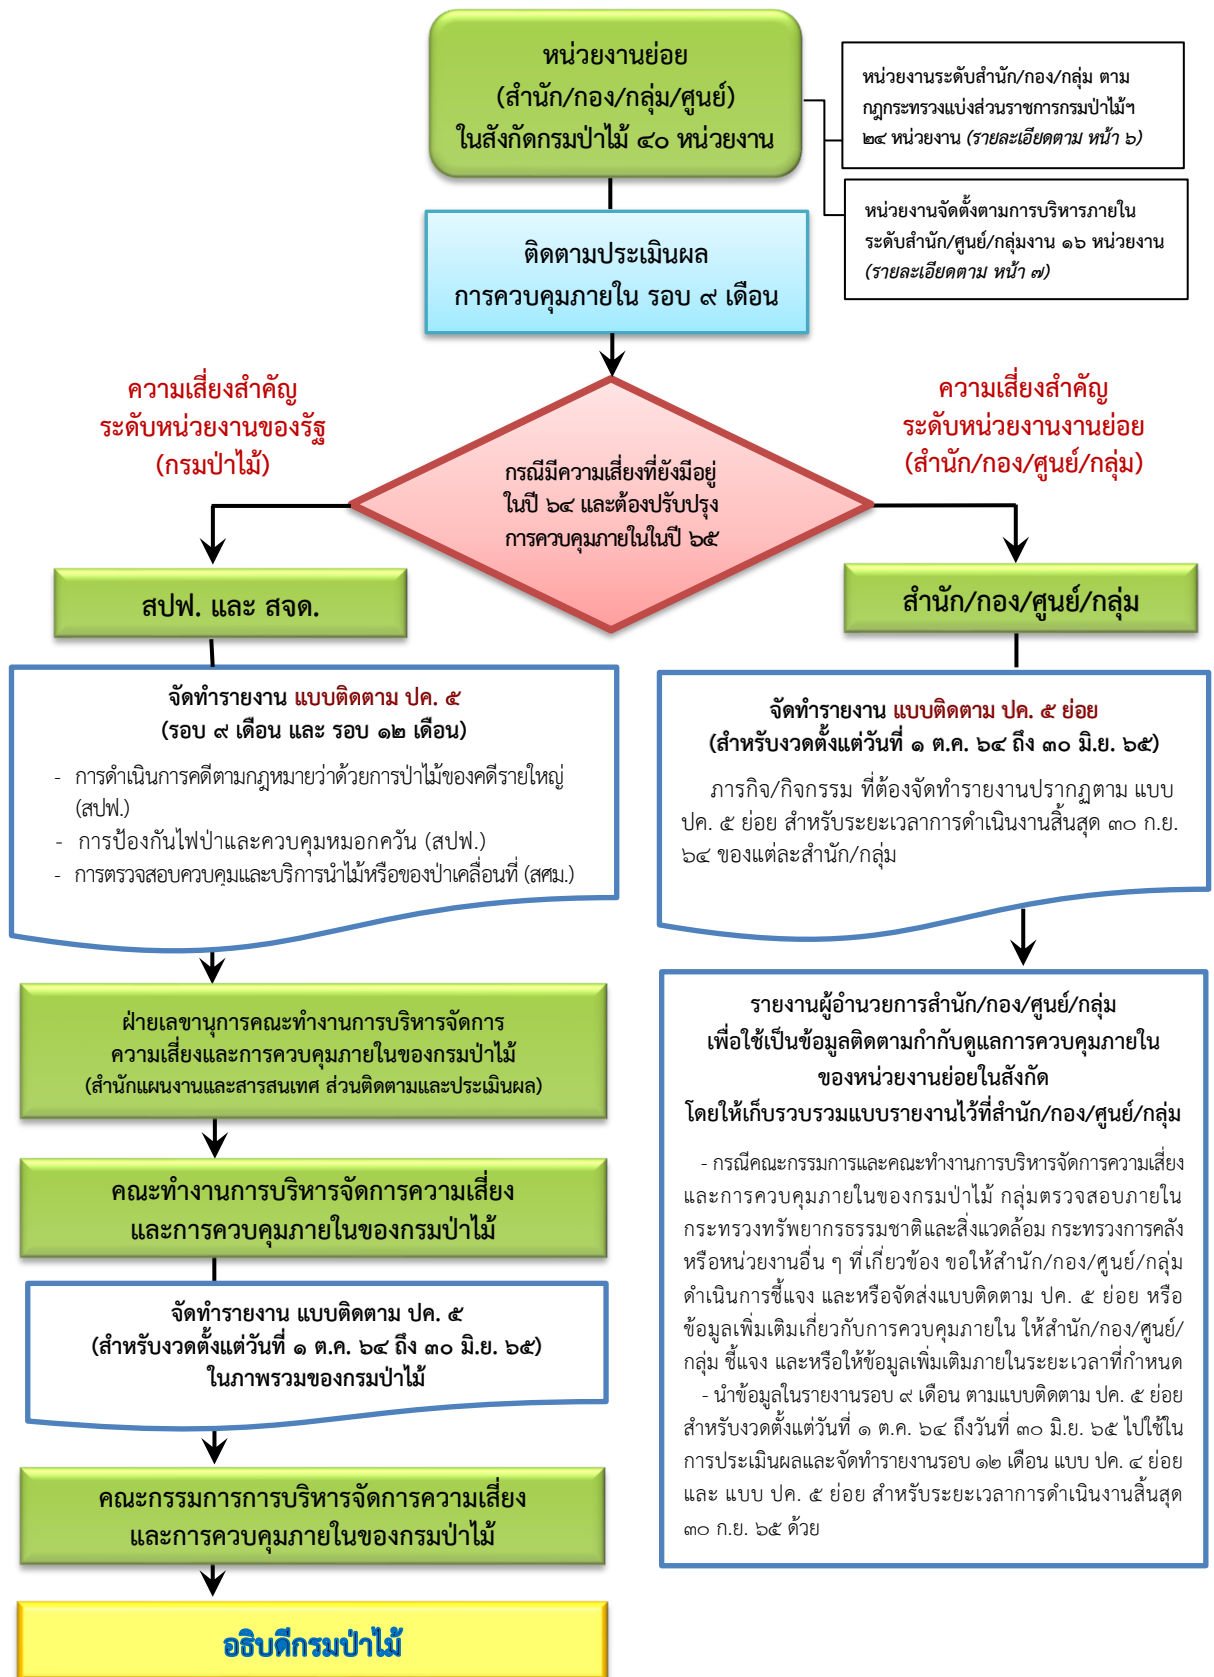 หน่วยงานย่อย
(สำนัก/กอง/กลุ่ม/ศูนย์)
ในสังกัดกรมป่าไม้ ๔๐ หน่วยงาน
หน่วยงานระดับสำนัก/กอง/กลุ่ม ตาม
กฎกระทรวงแบ่งส่วนราชการกรมป่าไม้ฯ
๒๔ หน่วยงาน (รายละเอียดตาม หน้า ๖)
หน่วยงานจัดตั้งตามการบริหารภายใน
ระดับสำนัก/ศูนย์/กลุ่มงาน ๑๖ หน่วยงาน
(รายละเอียดตาม หน้า ๗)
ติดตามประเมินผล
การควบคุมภายใน รอบ ๙ เดือน
ความเสี่ยงสำคัญ
ระดับหน่วยงานของรัฐ
(กรมป่าไม้)
ความเสี่ยงสำคัญ
ระดับหน่วยงานงานย่อย
(สำนัก/กอง/ศูนย์/กลุ่ม)
กรณีมีความเสี่ยงที่ยังมีอยู่
ในปี ๖๔ และต้องปรับปรุง
การควบคุมภายในในปี ๖๕
สปฟ. และ สจด.
จัดทำรายงาน แบบติดตาม ปค. ๕
(รอบ ๙ เดือน และ รอบ ๑๒ เดือน)
- การดำเนินการคดีตามกฎหมายว่าด้วยการป่าไม้ของคดีรายใหญ่
(สปฟ.)
- การป้องกันไฟป่าและควบคุมหมอกควัน (สปฟ.)
- การตรวจสอบควบคุมและบริการนำไม้หรือของป่าเคลื่อนที่ (สศม.)
ฝ่ายเลขานุการคณะทำงานการบริหารจัดการ
ความเสี่ยงและการควบคุมภายในของกรมป่าไม้
(สำนักแผนงานและสารสนเทศ ส่วนติดตามและประเมินผล)
คณะทำงานการบริหารจัดการความเสี่ยง
และการควบคุมภายในของกรมป่าไม้
จัดทำรายงาน แบบติดตาม ปค. ๕
(สำหรับงวดตั้งแต่วันที่ ๑ ต.ค. ๖๔ ถึง ๓๐ มิ.ย. ๖๕)
ในภาพรวมของกรมป่าไม้
คณะกรรมการการบริหารจัดการความเสี่ยง
และการควบคุมภายในของกรมป่าไม้
อธิบดีกรมป่าไม้
สำนัก/กอง/ศูนย์/กลุ่ม
จัดทำรายงาน แบบติดตาม ปค. ๕ ย่อย
(สำหรับงวดตั้งแต่วันที่ ๑ ต.ค. ๖๔ ถึง ๓๐ มิ.ย. ๖๕)
ภารกิจ/กิจกรรม ที่ต้องจัดทำรายงานปรากฏตาม แบบ
ปค. ๕ ย่อย สำหรับระยะเวลาการดำเนินงานสิ้นสุด ๓๐ ก.ย.
๖๔ ของแต่ละสำนัก/กลุ่ม
รายงานผู้อำนวยการสำนัก/กอง/ศูนย์/กลุ่ม
เพื่อใช้เป็นข้อมูลติดตามกำกับดูแลการควบคุมภายใน
ของหน่วยงานย่อยในสังกัด
โดยให้เก็บรวบรวมแบบรายงานไว้ที่สำนัก/กอง/ศูนย์/กลุ่ม
- กรณีคณะกรรมการและคณะทำงานการบริหารจัดการความเสี่ยง
และการควบคุมภายในของกรมป่าไม้ กลุ่มตรวจสอบภายใน
กระทรวงทรัพยากรธรรมชาติและสิ่งแวดล้อม กระทรวงการคลัง
หรือหน่วยงานอื่น ๆ ที่เกี่ยวข้อง ขอให้สำนัก/กอง/ศูนย์/กลุ่ม
ดำเนินการชี้แจง และหรือจัดส่งแบบติดตาม ปค. ๕ ย่อย หรือ
ข้อมูลเพิ่มเติมเกี่ยวกับการควบคุมภายใน ให้สำนัก/กอง/ศูนย์/
กลุ่ม ชี้แจง และหรือให้ข้อมูลเพิ่มเติมภายในระยะเวลาที่กำหนด
- นำข้อมูลในรายงานรอบ ๙ เดือน ตามแบบติดตาม ปค. ๕ ย่อย
สำหรับงวดตั้งแต่วันที่ ๑ ต.ค. ๖๔ ถึงวันที่ ๓๐ มิ.ย. ๖๕ ไปใช้ใน
การประเมินผลและจัดทำรายงานรอบ ๑๒ เดือน แบบ ปค. ๔ ย่อย
และ แบบ ปค. ๕ ย่อย สำหรับระยะเวลาการดำเนินงานสิ้นสุด
๓๐ ก.ย. ๖๕ ด้วย